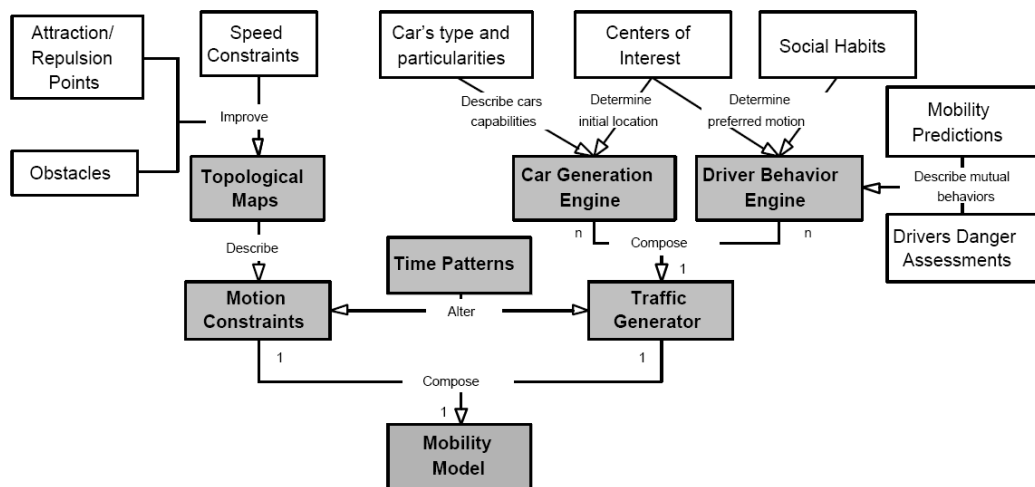 Attraction/
Repulsion
Points
Speed
Constraints
Car's type and
particularities
Centers of
Interest
Social Habits
Improve
Describe cars
capabilities
Determine
initial location
Determine
preferred motion
Mobility
Predictions
Obstacles
Topological
Maps
Car Generation
Engine
Driver Behavior
Engine
Describe mutual
behaviors
Drivers Danger
Assessments
Describe
n
Compose
n
1
Time Patterns
Motion
Constraints
Alter
Traffic
Generator
1
1
Compose
1
Mobility
Model